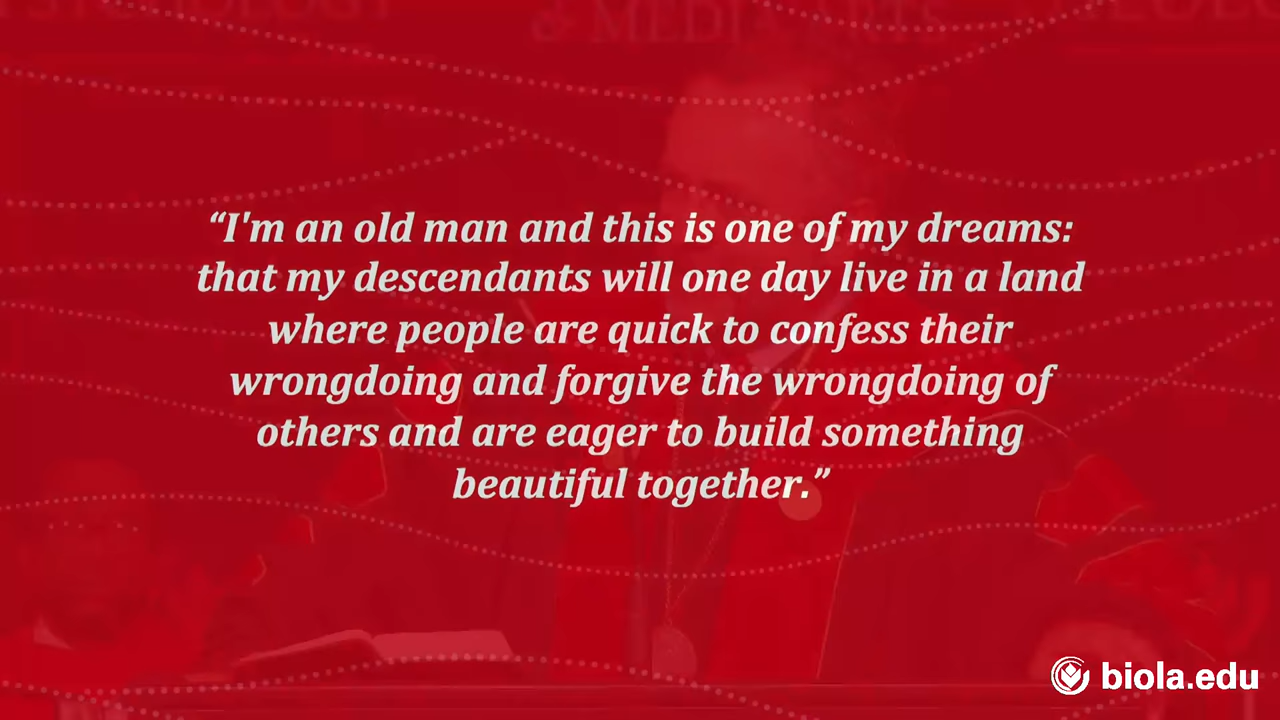 & MEDIA ARTS
“I'm an old man and this is one of my dreams:
that my descendants will one day live in a land
where people are quick to confess their
wrongdoing and forgive the wrongdoing of
others and are eager to build something
beautiful together.”
biola.edu